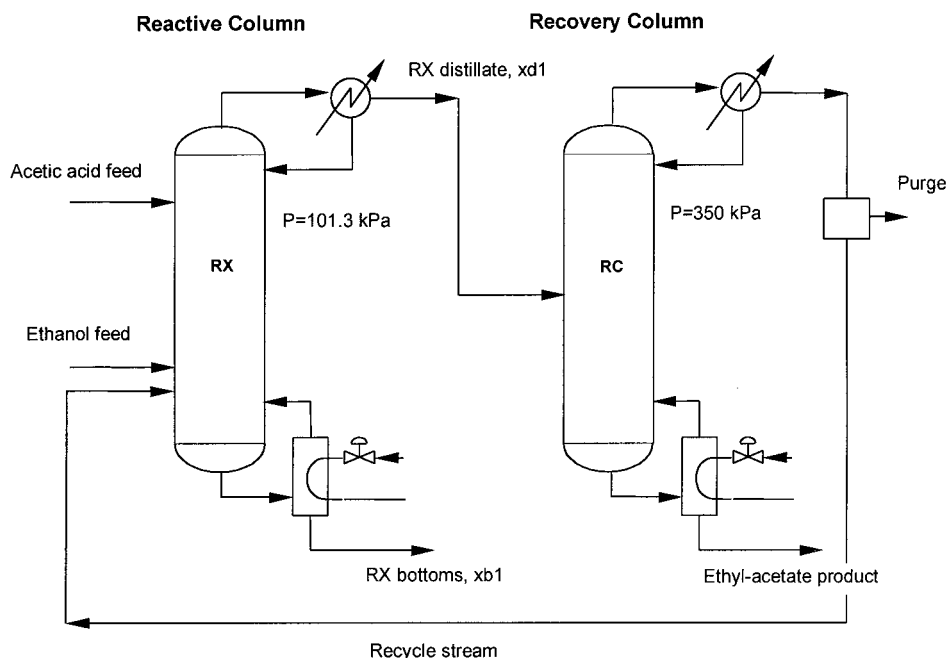 Reactive Column
Recovery Column
RX distillate, xd1
Acetic acid feed
P=101.3 kPa
RX
Ethanol feed
P=350 kPa
RC
Purge
RX bottoms, xb1
Ethyl-acetate product
Recycle stream